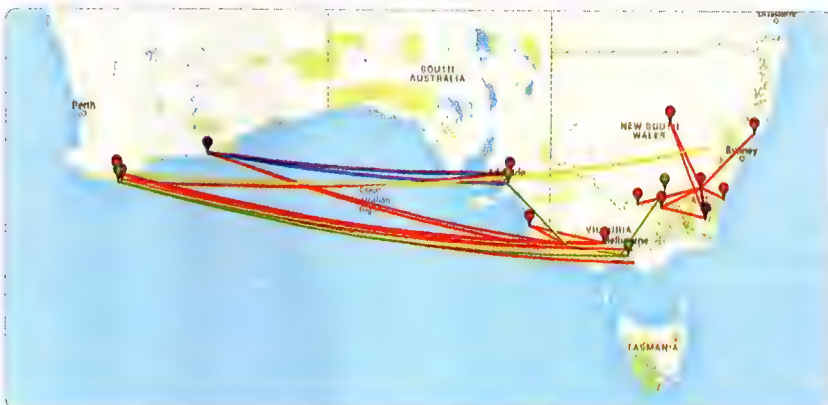 SOUTH
AUSTRALIA
Perth
NEW SOUTH
WALES
Sydney
VICTORIA
Melbourne
TASMANIA